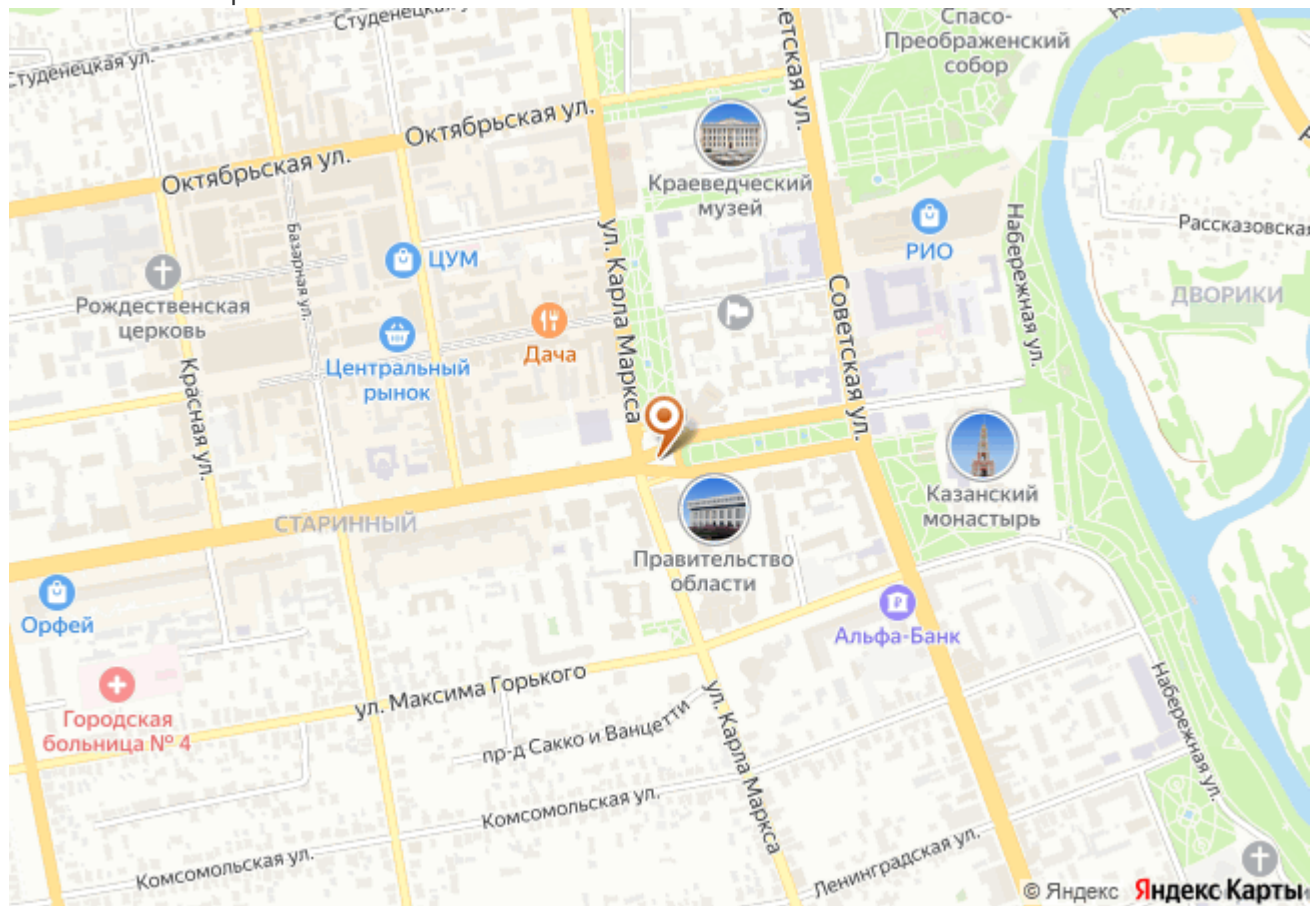 Студенецкая ул.
Студенецкая
Советская ул.
Спасо-
Преображенский
собор
Октябрьская ул.
Октябрьская ул.
Краеведческий
музей
Рассказовская
РИО
Набережная ул.
ул. Карла Маркса
Базарная ул.
ЦУМ
Рождественская
церковь
ДВОРИКИ
Советская ул.
Дача
Центральный
рынок
Красная ул.
Казанский
монастырь
СТАРИННЫЙ
Правительство
области
Орфей
Альфа-Банк
ул. Максима Горького
Городская
больница № 4
пр-д Сакко и Ванцетти
ул. Карла Маркса
Набережная ул.
Комсомольская ул.
Комсомольская ул.
Ленинградская ул.
© Яндекс Яндекс Карты